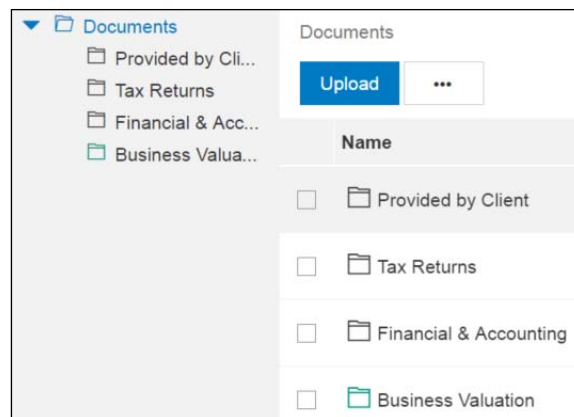 Documents
Provided by Cli...
Tax Returns
Financial & Acc...
Business Valua...
Documents
Upload
•••
Name
Provided by Client
Tax Returns
Financial & Accounting
Business Valuation